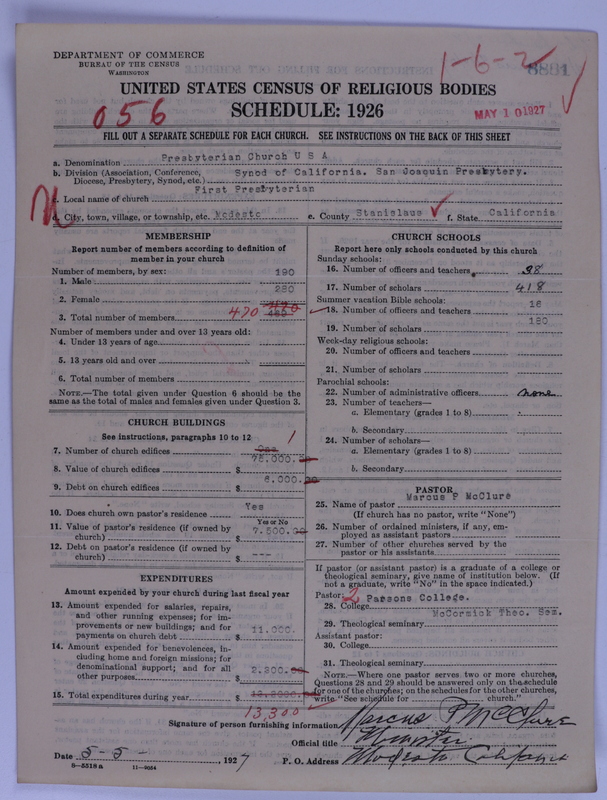 DEPARTMENT OF COMMERCE
BUREAU OF THE CENSUS
WASHINGTON
1-6-2
8881
UNITED STATES CENSUS OF RELIGIOUS BODIES
056
SCHEDULE: 1926
MAY 10 1927
FILL OUT A SEPARATE SCHEDULE FOR EACH CHURCH. SEE INSTRUCTIONS ON THE BACK OF THIS SHEET
a. Denomination Presbyterian Church U S A
b. Division (Association, Conference, Diocese, Presbytery, Synod, etc.) Synod of California. San Joaquin Presbytery.
c. Local name of church First Presbyterian
d. City, town, village, or township, etc. Modesto e. County Stanislaus f. State California
MEMBERSHIP
Report number of members according to definition of
member in your church
Number of members, by sex:
1. Male 190
2. Female 280
3. Total number of members 470 470
Number of members under and over 13 years old:
4. Under 13 years of age
5. 13 years old and over
6. Total number of members
NOTE.—The total given under Question 6 should be
same as the total of males and females given under Question 3.
CHURCH BUILDINGS
See instructions, paragraphs 10 to 12
7. Number of church edifices One 1
8. Value of church edifices $ 75.000.
9. Debt on church edifices $ 6.000.
10. Does church own pastor's residence Yes
Yes or No
11. Value of pastor's residence (if owned by
church) $ 7.500.00
12. Debt on pastor's residence (if owned by
church) $ ---
EXPENDITURES
Amount expended by your church during last fiscal year
13. Amount expended for salaries, repairs,
and other running expenses; for im-
provements or new buildings; and for
payments on church debt $ 11.000.
14. Amount expended for benevolences, in-
cluding home and foreign missions; for
denominational support; and for all
other purposes $ 2.300.
15. Total expenditures during year $
13,300
CHURCH SCHOOLS
Report here only schools conducted by this church
Sunday schools:
16. Number of officers and teachers 38
17. Number of scholars 418
Summer vacation Bible schools:
18. Number of officers and teachers 16
19. Number of scholars 120
Week-day religious schools:
20. Number of officers and teachers
21. Number of scholars
Parochial schools:
22. Number of administrative officers none
23. Number of teachers—
a. Elementary (grades 1 to 8)
b. Secondary
24. Number of scholars—
a. Elementary (grades 1 to 8)
b. Secondary
PASTOR
25. Name of pastor Marcus P McClure
(If church has no pastor, write "None")
26. Number of ordained ministers, if any, em-
ployed as assistant pastors
27. Number of other churches served by the
pastor or his assistants
If pastor (or assistant pastor) is a graduate of a college or
theological seminary, give name of institution below. (If
not a graduate, write "No" in the space indicated.)
Pastor: 2
28. College Parsons College.
29. Theological seminary McCormick Theo. Sem.
Assistant pastor:
30. College
31. Theological seminary
NOTE.—Where one pastor serves two or more churches,
Questions 28 and 29 should be answered only on the schedule
for one of the churches; on the schedules for the other churches,
write "See schedule for church."
Signature of person furnishing information Marcus P McClure
Official title Minister
Date 5-5- 1927 P. O. Address Modesto California
8-5518a 11-9054